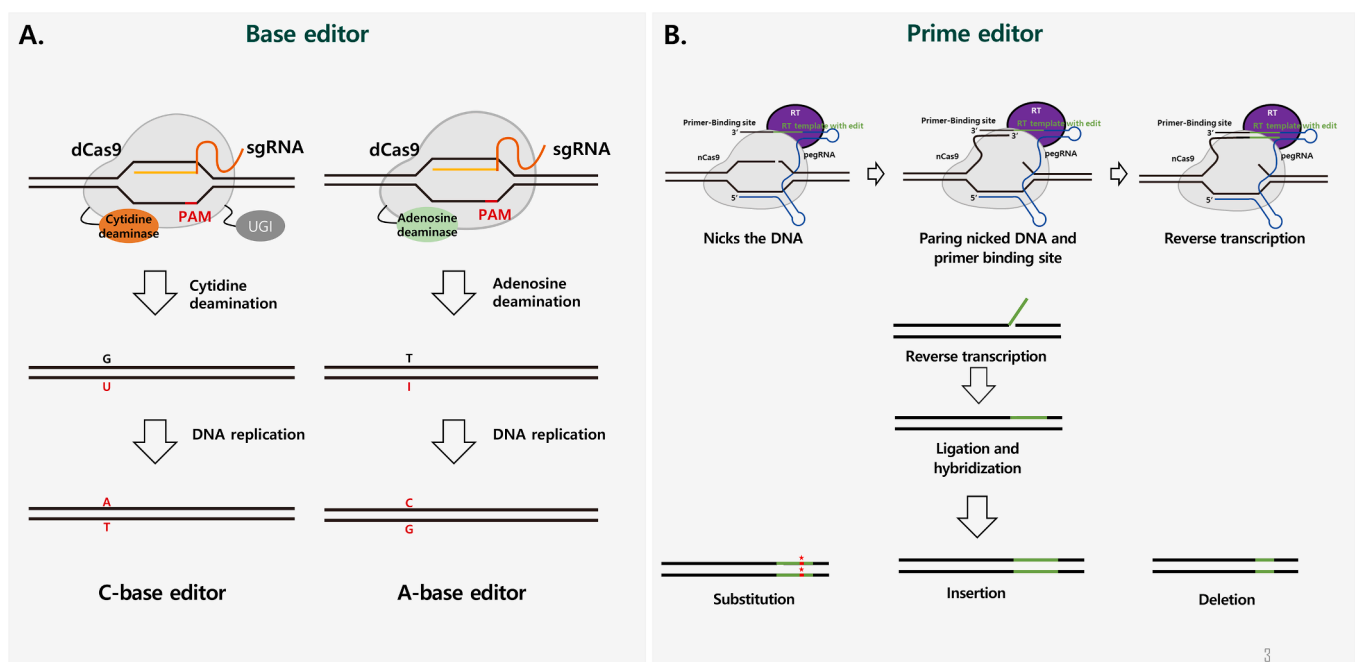 A.
Base editor
dCas9
sgRNA
Cytidine
deaminase
PAM
UGI
dCas9
sgRNA
Adenosine
deaminase
PAM
Cytidine
deamination
Adenosine
deamination
G
U
T
I
DNA replication
DNA replication
A
T
C
G
C-base editor
A-base editor
B.
Prime editor
RT
Primer-Binding site
RT template with edit
3′
nCas9
pegRNA
5′
Nicks the DNA
RT
Primer-Binding site
RT template with edit
3′
3′
nCas9
pegRNA
5′
Paring nicked DNA and
primer binding site
RT
Primer-Binding site
RT template with edit
3′
nCas9
pegRNA
5′
Reverse transcription
Reverse transcription
Ligation and
hybridization
*
*
Substitution
Insertion
Deletion
3